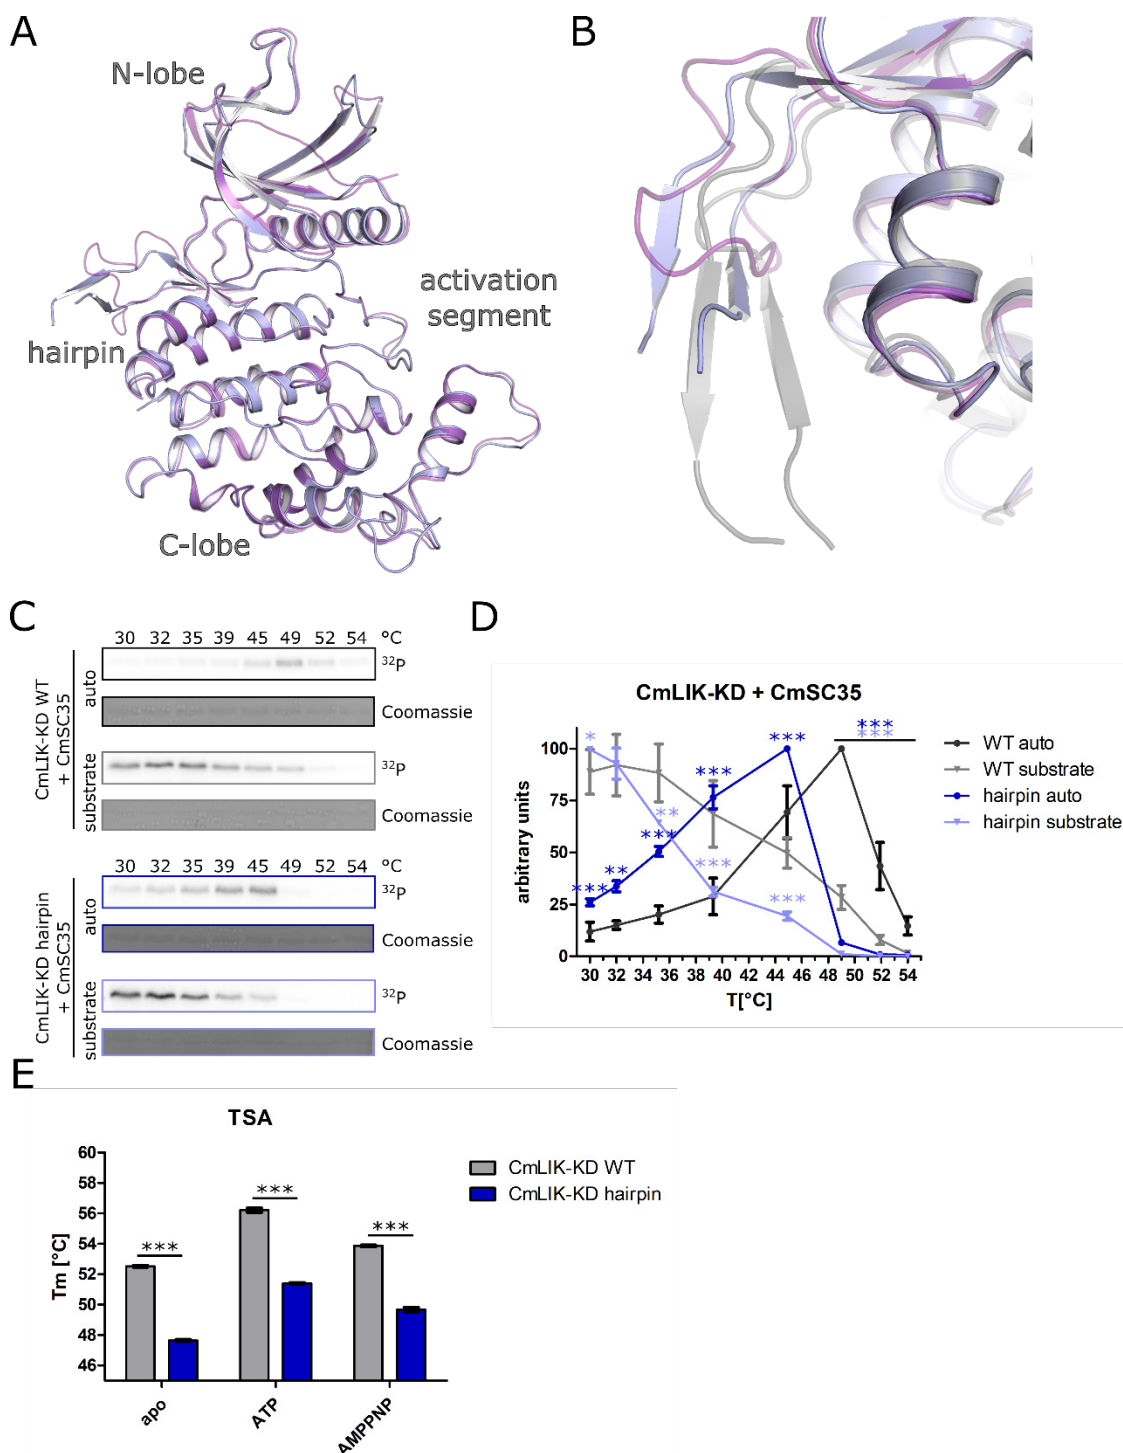 A
N-lobe
activation
segment
hairpin
C-lobe
B
C
30 32 35 39 45 49 52 54 °C
CmLIK-KD WT
+ CmSC35
auto
32P
Coomassie
substrate
32P
Coomassie
30 32 35 39 45 49 52 54 °C
CmLIK-KD hairpin
+ CmSC35
auto
32P
Coomassie
substrate
32P
Coomassie
D
CmLIK-KD + CmSC35
arbitrary units
100
75
50
25
0
30 32 34 36 38 40 42 44 46 48 50 52 54
T[°C]
*
***
**
***
**
***
***
***
***
***
***
WT auto
WT substrate
hairpin auto
hairpin substrate
E
TSA
Tm [°C]
60
58
56
54
52
50
48
46
***
***
***
apo
ATP
AMPPNP
CmLIK-KD WT
CmLIK-KD hairpin